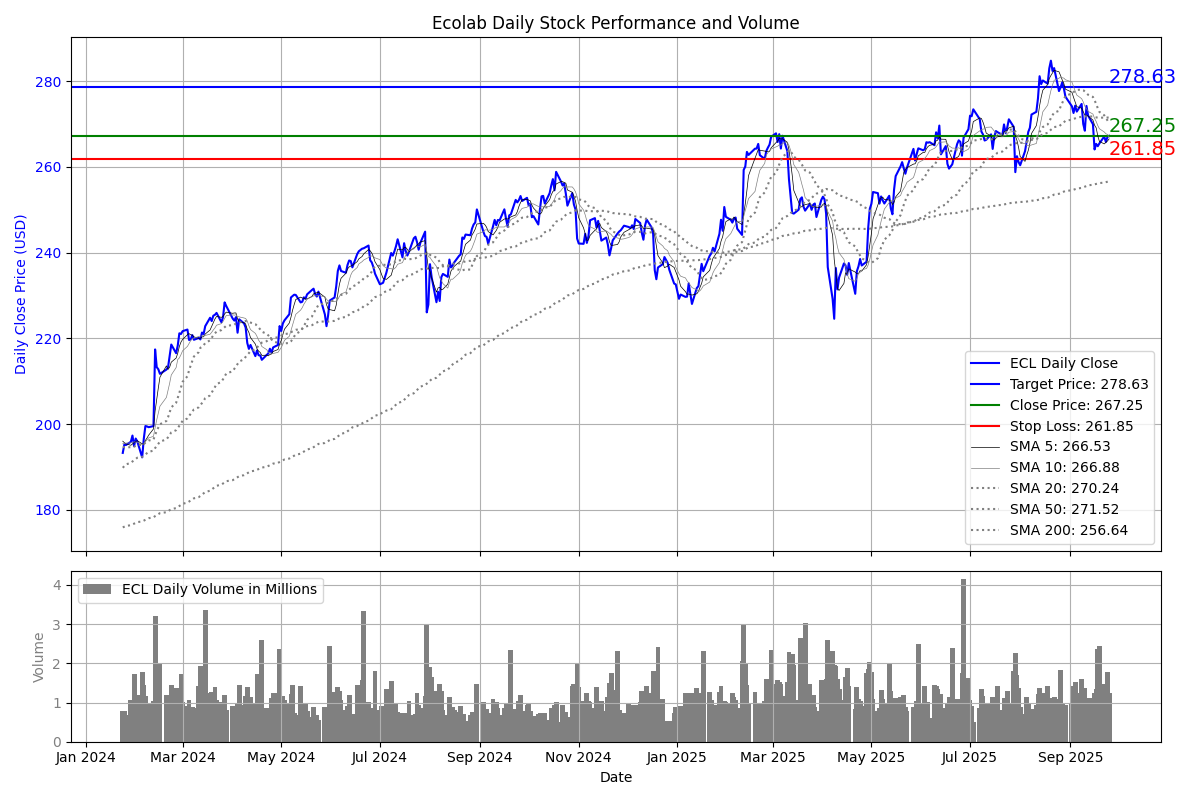 Ecolab Daily Stock Performance and Volume
Daily Close Price (USD)
280
260
240
220
200
180
278.63
267.25
261.85
ECL Daily Close
Target Price: 278.63
Close Price: 267.25
Stop Loss: 261.85
SMA 5: 266.53
SMA 10: 266.88
SMA 20: 270.24
SMA 50: 271.52
SMA 200: 256.64
Volume
4
3
2
1
0
ECL Daily Volume in Millions
Jan 2024 Mar 2024 May 2024 Jul 2024 Sep 2024 Nov 2024 Jan 2025 Mar 2025 May 2025 Jul 2025 Sep 2025
Date